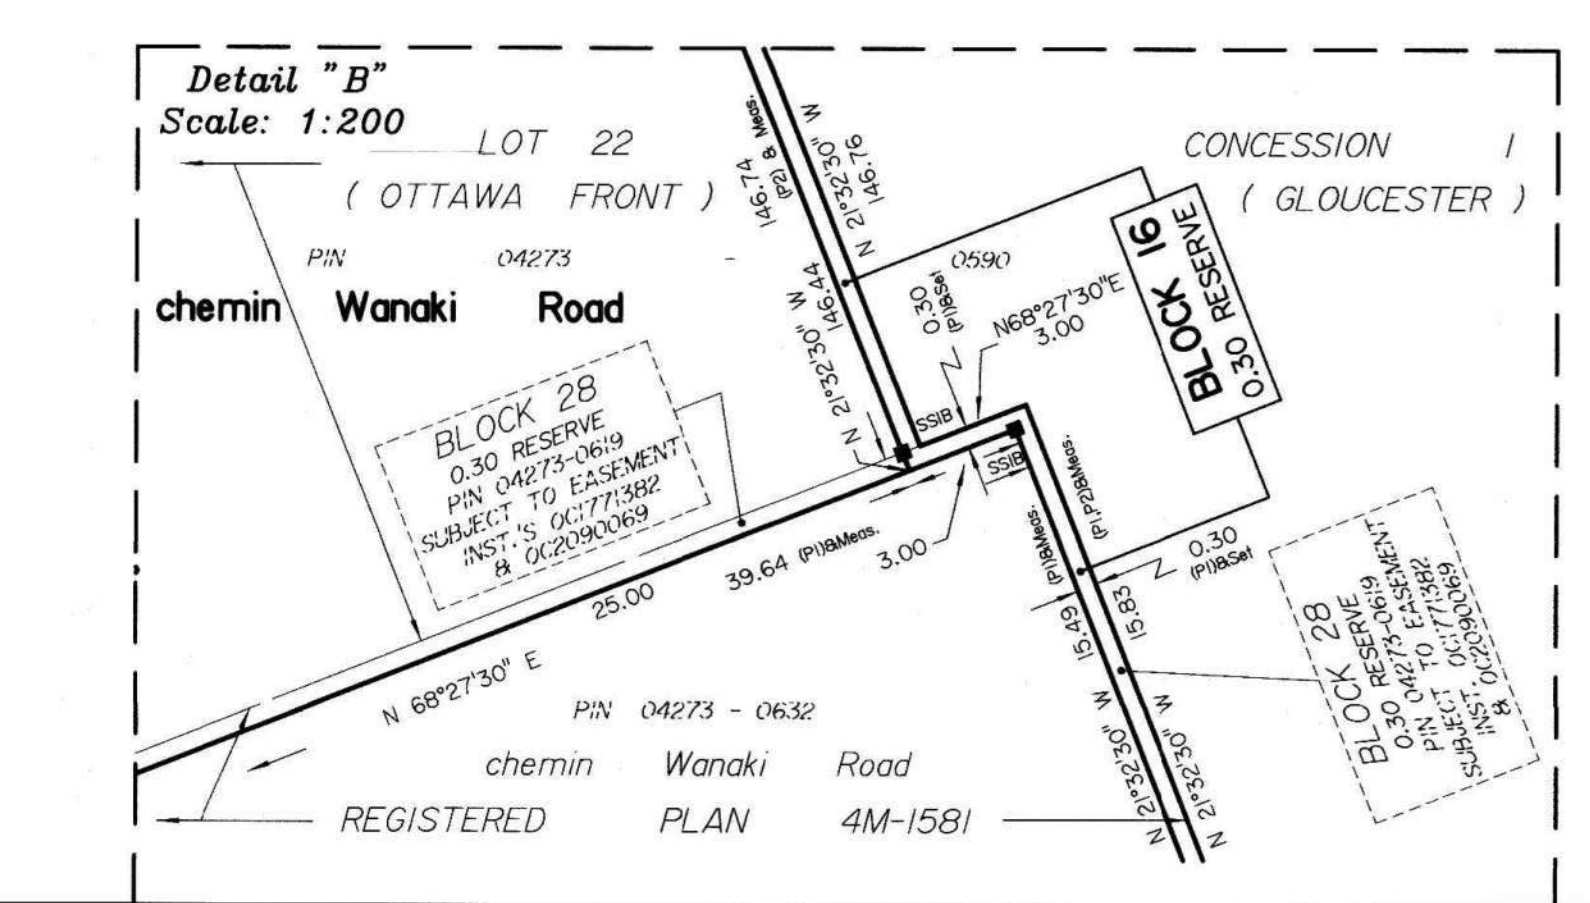 Detail "B"
Scale: 1:200
LOT 22
( OTTAWA FRONT )
PIN 04273 - 0590
chemin Wanaki Road
CONCESSION 1
( GLOUCESTER )
146.74
(P2) & Meas.
N 21°32'30" W
146.76
N 21°32'30" W
146.44
0.30
(P1)&Set
N68°27'30"E
3.00
BLOCK 16
0.30 RESERVE
SSIB
SSIB
BLOCK 28
0.30 RESERVE
PIN 04273-0619
SUBJECT TO EASEMENT
INST.'S OC1771382
& OC2090069
25.00
39.64 (P1)&Meas.
3.00
N 68°27'30" E
15.49 (P1)&Meas.
15.83 (P1,P2)&Meas.
0.30
(P1)&Set
N 21°32'30" W
N 21°32'30" W
BLOCK 28
0.30 RESERVE
PIN 04273-0619
SUBJECT TO EASEMENT
INST. OC1771382
& OC2090069
PIN 04273 - 0632
chemin Wanaki Road
REGISTERED PLAN 4M-1581